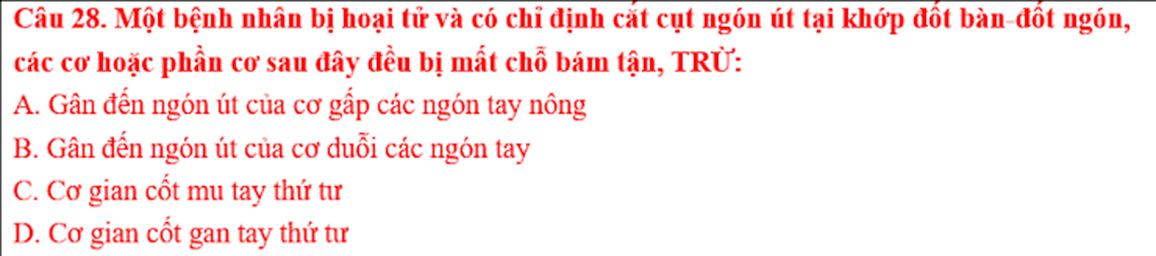 Câu 28. Một bệnh nhân bị hoại tử và có chỉ định cắt cụt ngón út tại khớp đốt bàn-đốt ngón,
các cơ hoặc phần cơ sau đây đều bị mất chỗ bám tận, TRỪ:
A. Gân đến ngón út của cơ gấp các ngón tay nông
B. Gân đến ngón út của cơ duỗi các ngón tay
C. Cơ gian cốt mu tay thứ tư
D. Cơ gian cốt gan tay thứ tư